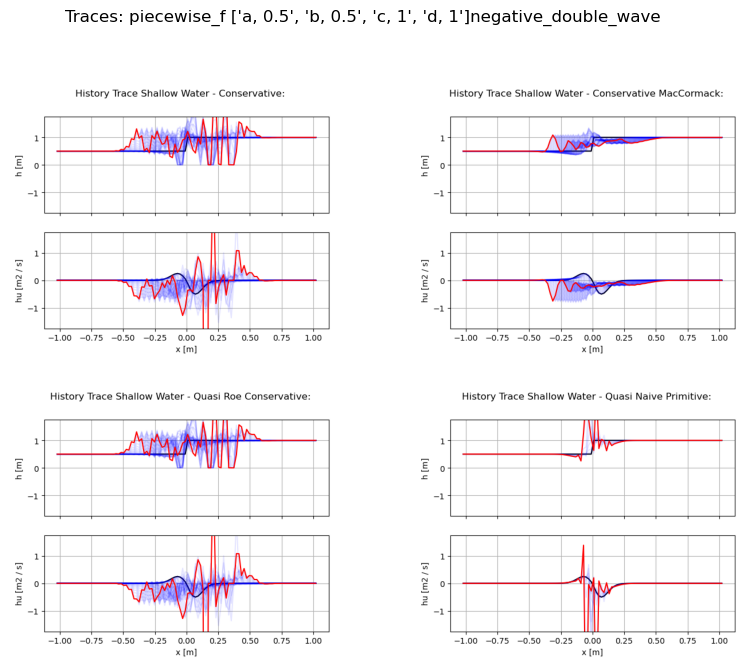 Traces: piecewise_f ['a, 0.5', 'b, 0.5', 'c, 1', 'd, 1']negative_double_wave
History Trace Shallow Water - Conservative:
h [m]
1
0
−1
hu [m2 / s]
1
0
−1
−1.00 −0.75 −0.50 −0.25 0.00 0.25 0.50 0.75 1.00
x [m]
History Trace Shallow Water - Conservative MacCormack:
h [m]
1
0
−1
hu [m2 / s]
1
0
−1
−1.00 −0.75 −0.50 −0.25 0.00 0.25 0.50 0.75 1.00
x [m]
History Trace Shallow Water - Quasi Roe Conservative:
h [m]
1
0
−1
hu [m2 / s]
1
0
−1
−1.00 −0.75 −0.50 −0.25 0.00 0.25 0.50 0.75 1.00
x [m]
History Trace Shallow Water - Quasi Naive Primitive:
h [m]
1
0
−1
hu [m2 / s]
1
0
−1
−1.00 −0.75 −0.50 −0.25 0.00 0.25 0.50 0.75 1.00
x [m]